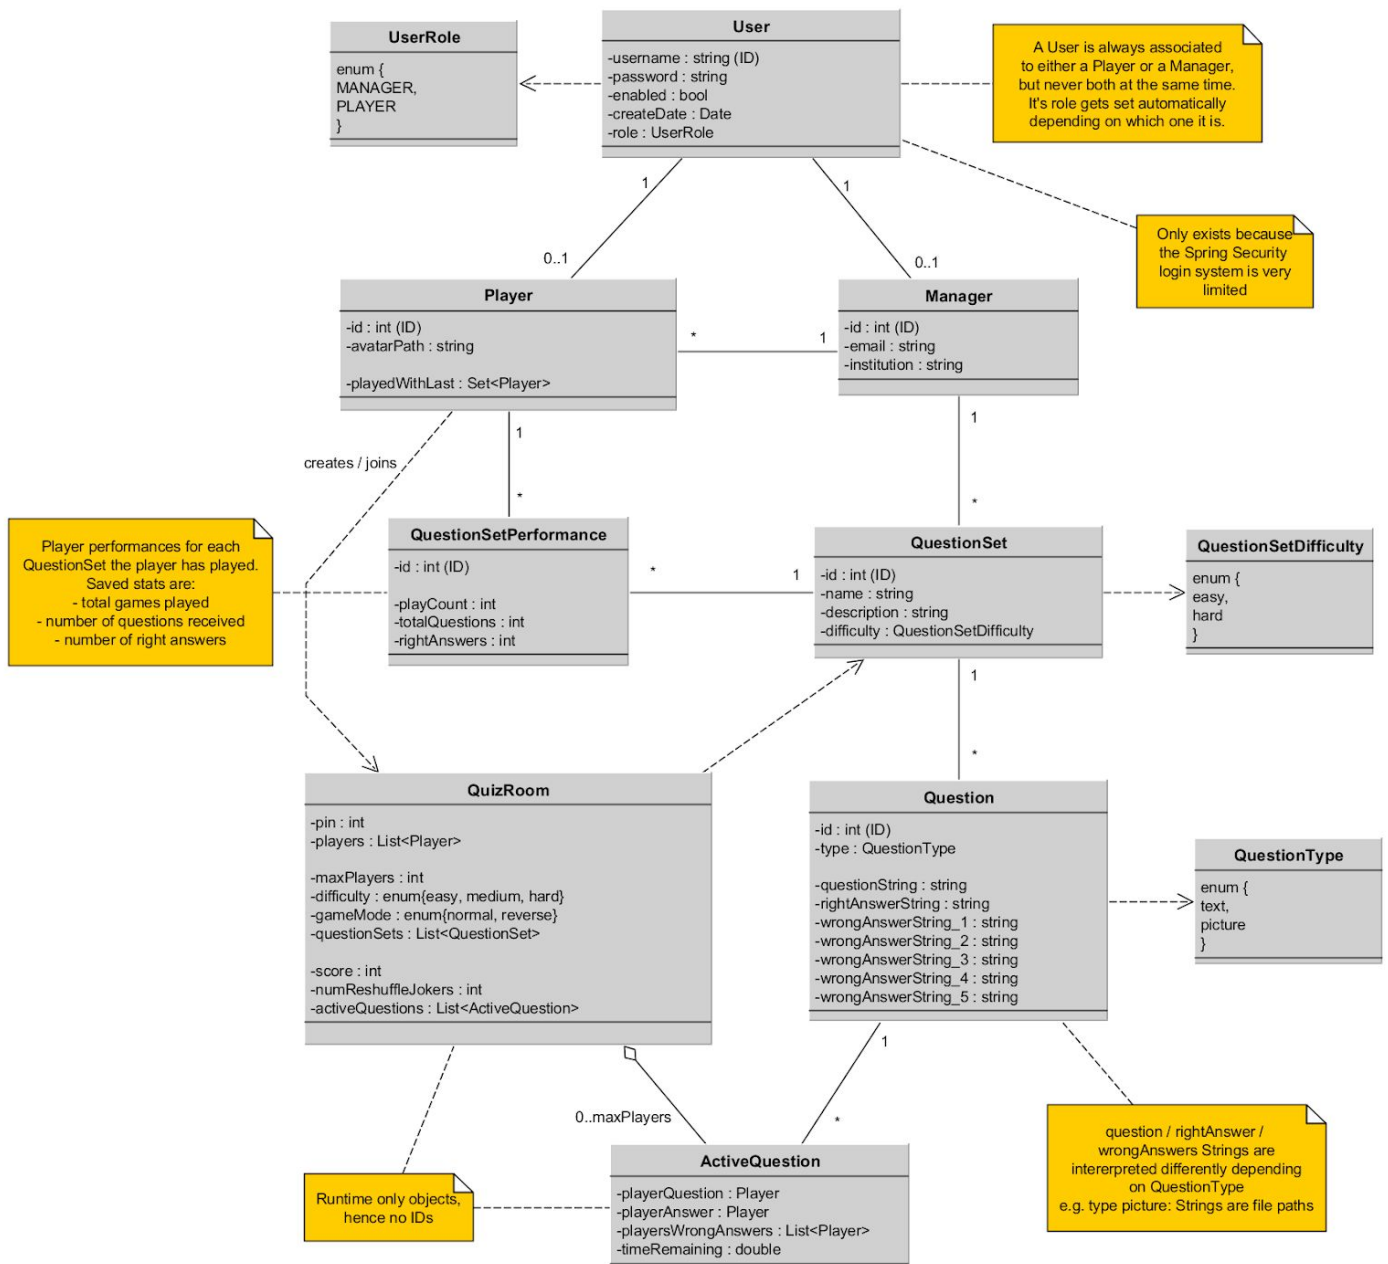 UserRole
enum {
MANAGER,
PLAYER
}
User
-username : string (ID)
-password : string
-enabled : bool
-createDate : Date
-role : UserRole
A User is always associated
to either a Player or a Manager,
but never both at the same time.
It's role gets set automatically
depending on which one it is.
Only exists because
the Spring Security
login system is very
limited
1
0..1
1
0..1
Player
-id : int (ID)
-avatarPath : string
-playedWithLast : Set<Player>
*
1
Manager
-id : int (ID)
-email : string
-institution : string
creates / joins
1
*
1
*
Player performances for each
QuestionSet the player has played.
Saved stats are:
- total games played
- number of questions received
- number of right answers
QuestionSetPerformance
-id : int (ID)
-playCount : int
-totalQuestions : int
-rightAnswers : int
*
1
QuestionSet
-id : int (ID)
-name : string
-description : string
-difficulty : QuestionSetDifficulty
QuestionSetDifficulty
enum {
easy,
hard
}
1
*
QuizRoom
-pin : int
-players : List<Player>
-maxPlayers : int
-difficulty : enum{easy, medium, hard}
-gameMode : enum{normal, reverse}
-questionSets : List<QuestionSet>
-score : int
-numReshuffleJokers : int
-activeQuestions : List<ActiveQuestion>
Question
-id : int (ID)
-type : QuestionType
-questionString : string
-rightAnswerString : string
-wrongAnswerString_1 : string
-wrongAnswerString_2 : string
-wrongAnswerString_3 : string
-wrongAnswerString_4 : string
-wrongAnswerString_5 : string
QuestionType
enum {
text,
picture
}
0..maxPlayers
1
*
Runtime only objects,
hence no IDs
ActiveQuestion
-playerQuestion : Player
-playerAnswer : Player
-playersWrongAnswers : List<Player>
-timeRemaining : double
question / rightAnswer /
wrongAnswers Strings are
intererpreted differently depending
on QuestionType
e.g. type picture: Strings are file paths